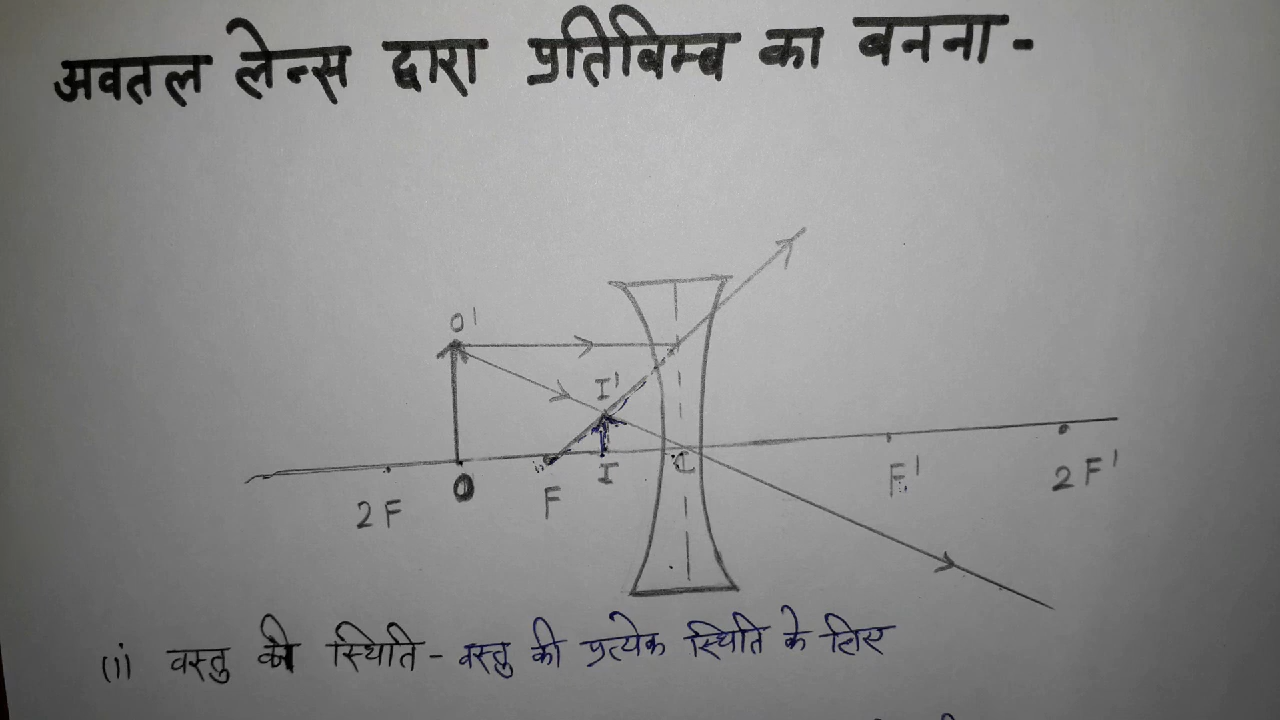 अवतल लेन्स द्वारा प्रतिबिम्ब का बनना -
O'
I'
2F O F I C F' 2F'
(i) वस्तु की स्थिति - वस्तु की प्रत्येक स्थिति के लिए